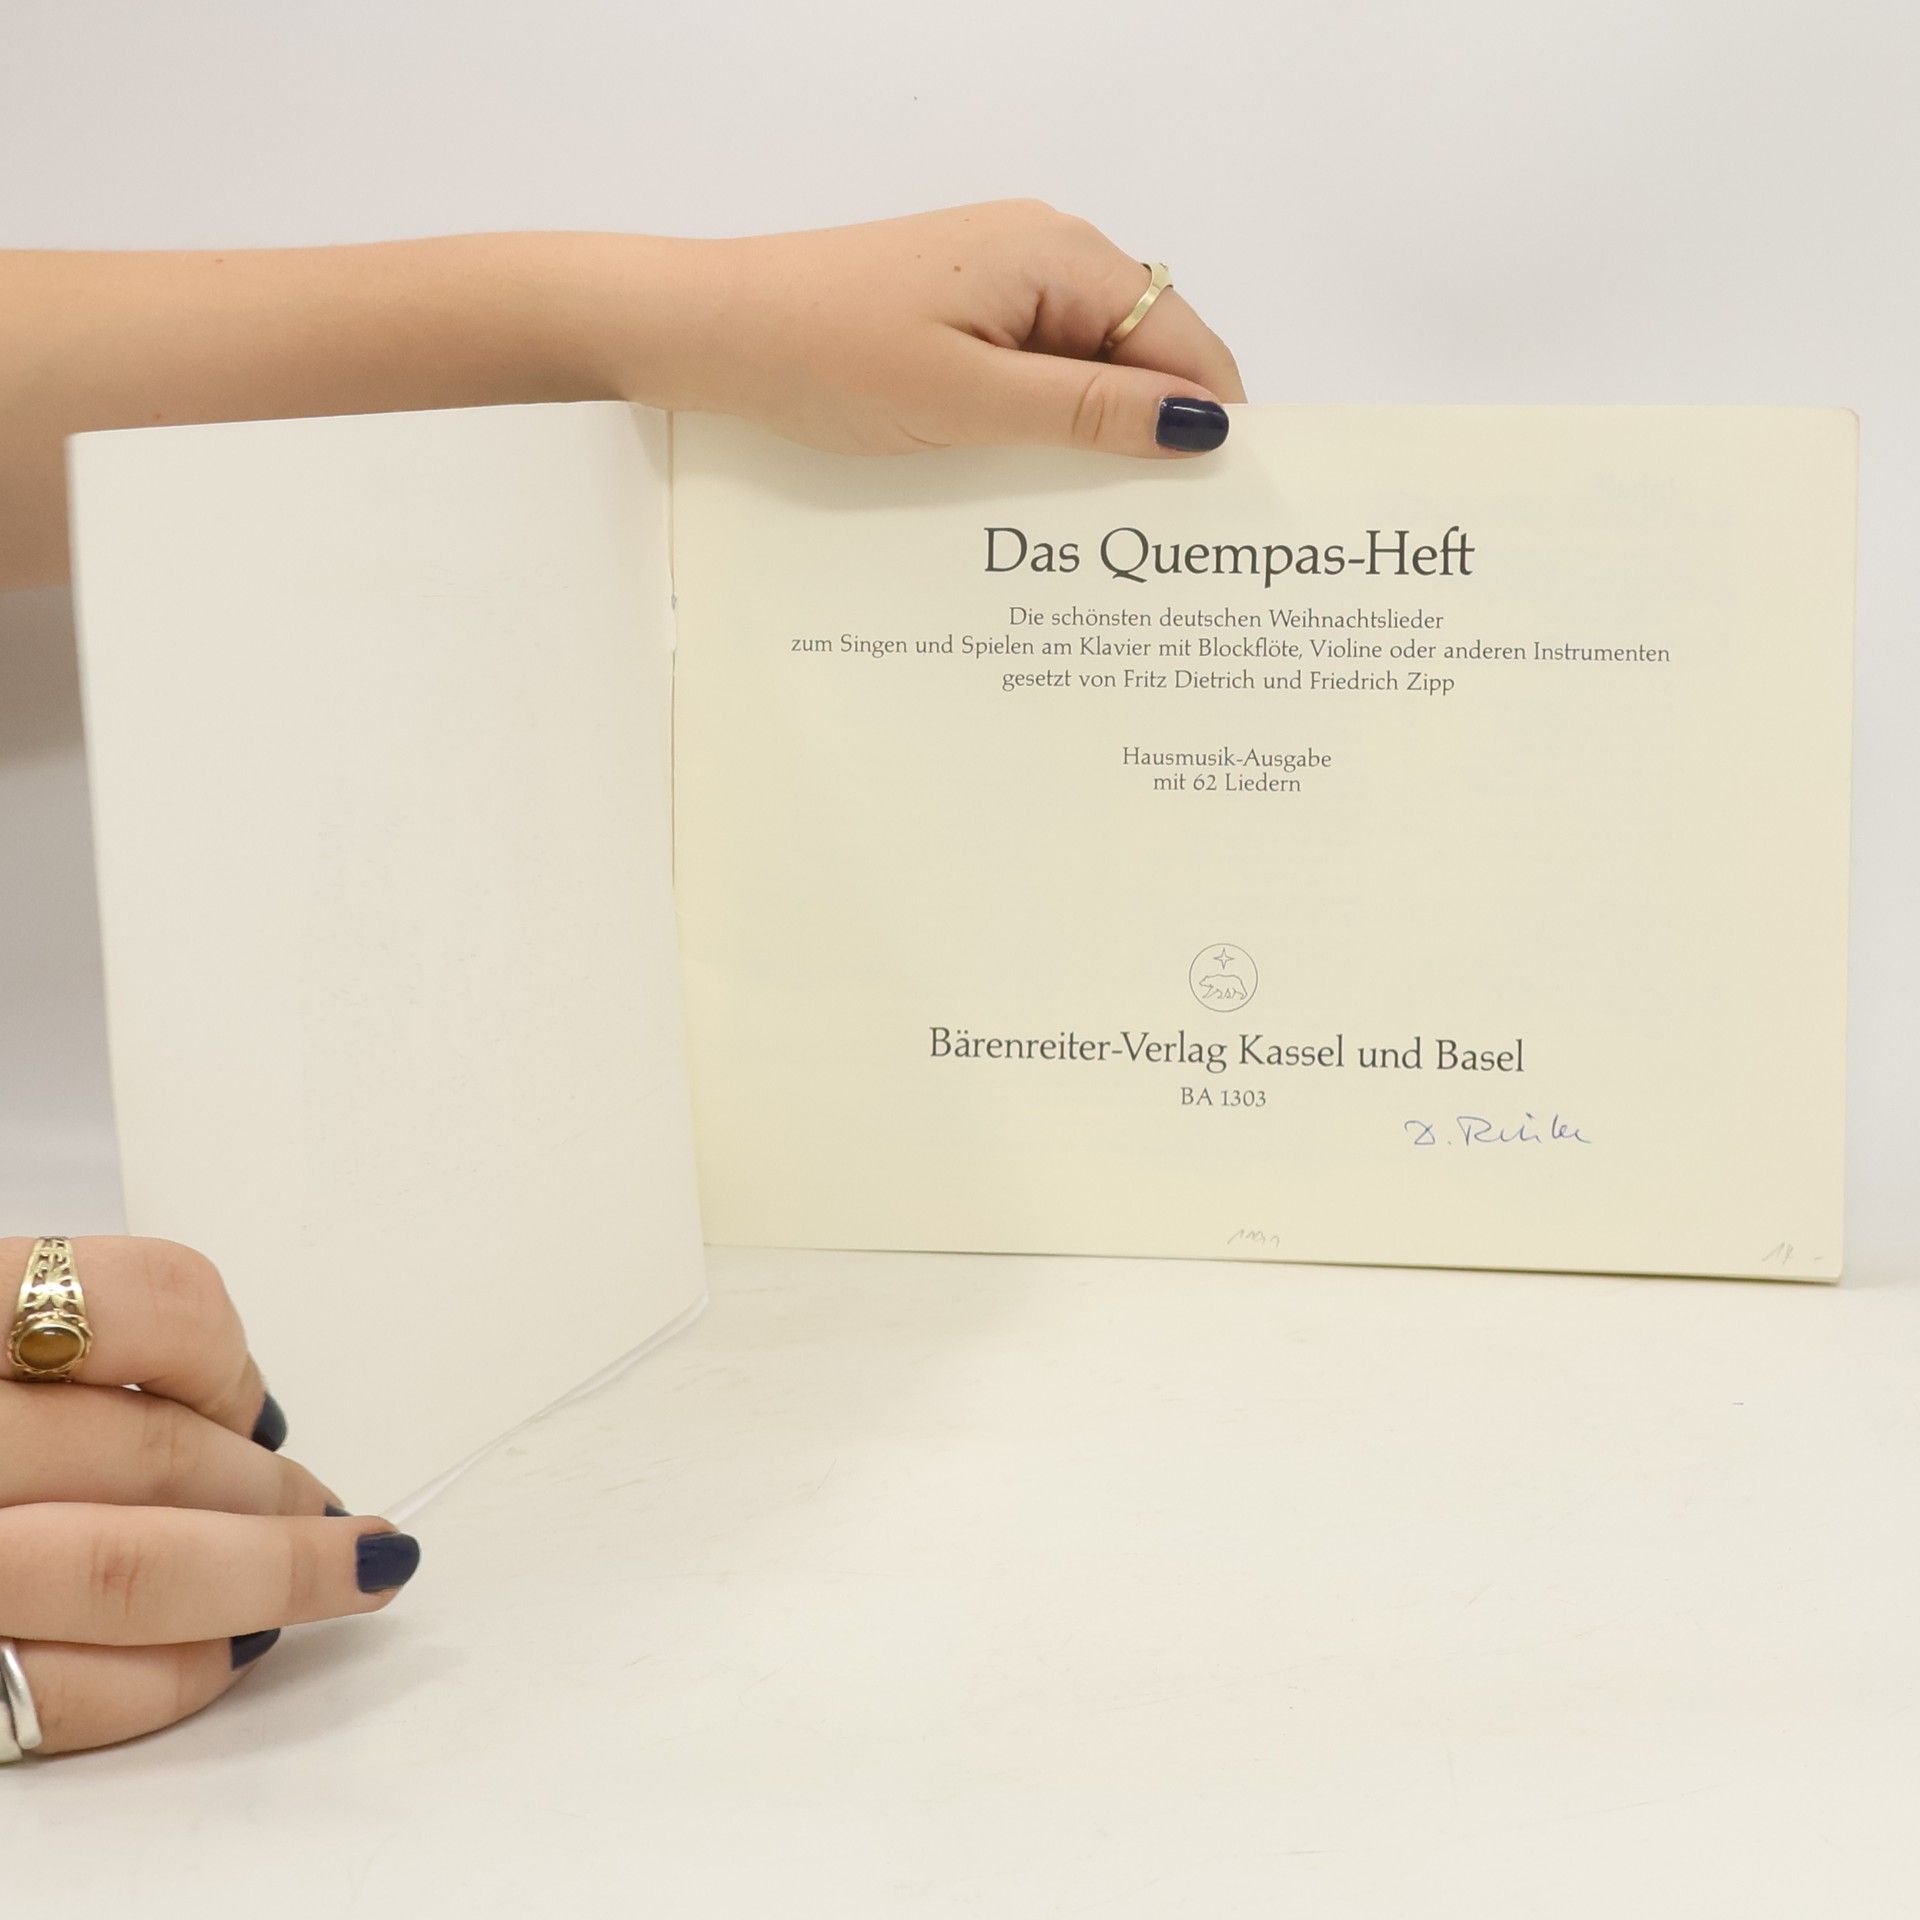 Das Quempas-Heft
Die schönsten deutschen Weihnachtslieder
zum Singen und Spielen am Klavier mit Blockflöte, Violine oder anderen Instrumenten
gesetzt von Fritz Dietrich und Friedrich Zipp
Hausmusik-Ausgabe
mit 62 Liedern
Bärenreiter-Verlag Kassel und Basel
BA 1303
D.